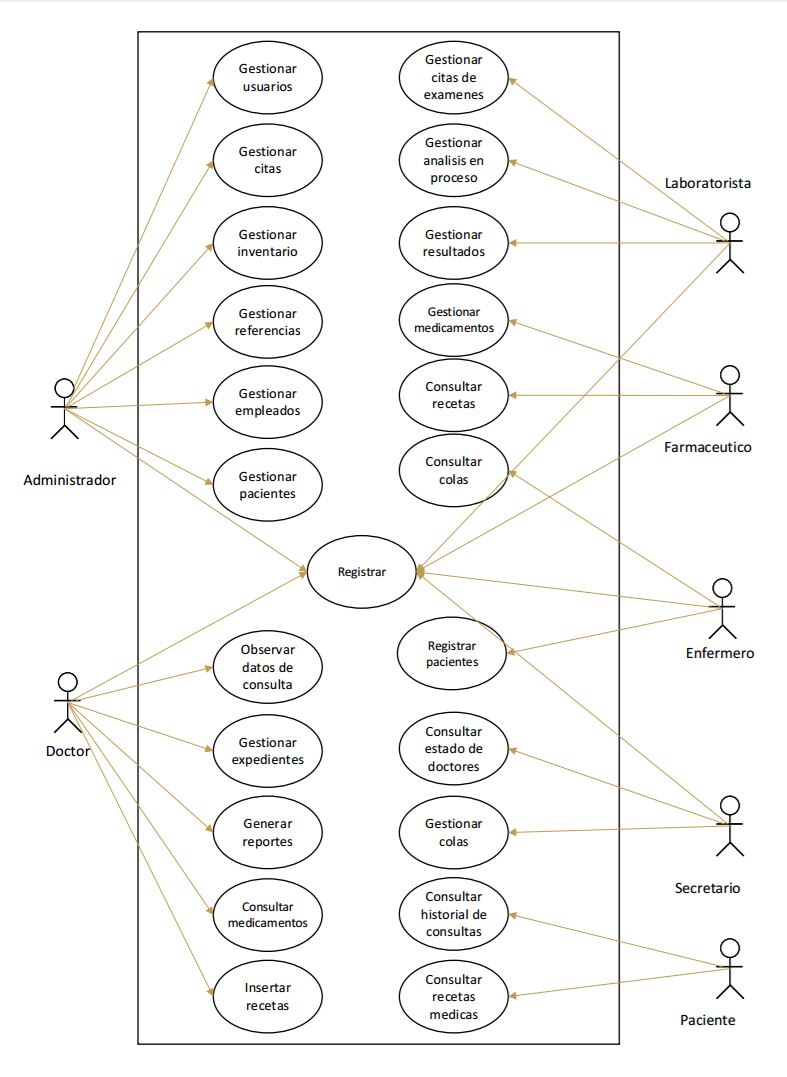 Gestionar
usuarios
Gestionar
citas de
examenes
Gestionar
citas
Gestionar
analisis en
proceso
Laboratorista
Gestionar
inventario
Gestionar
resultados
Gestionar
referencias
Gestionar
medicamentos
Gestionar
empleados
Consultar
recetas
Farmaceutico
Administrador
Gestionar
pacientes
Consultar
colas
Registrar
Observar
datos de
consulta
Registrar
pacientes
Enfermero
Doctor
Gestionar
expedientes
Consultar
estado de
doctores
Generar
reportes
Gestionar
colas
Secretario
Consultar
medicamentos
Consultar
historial de
consultas
Insertar
recetas
Consultar
recetas
medicas
Paciente